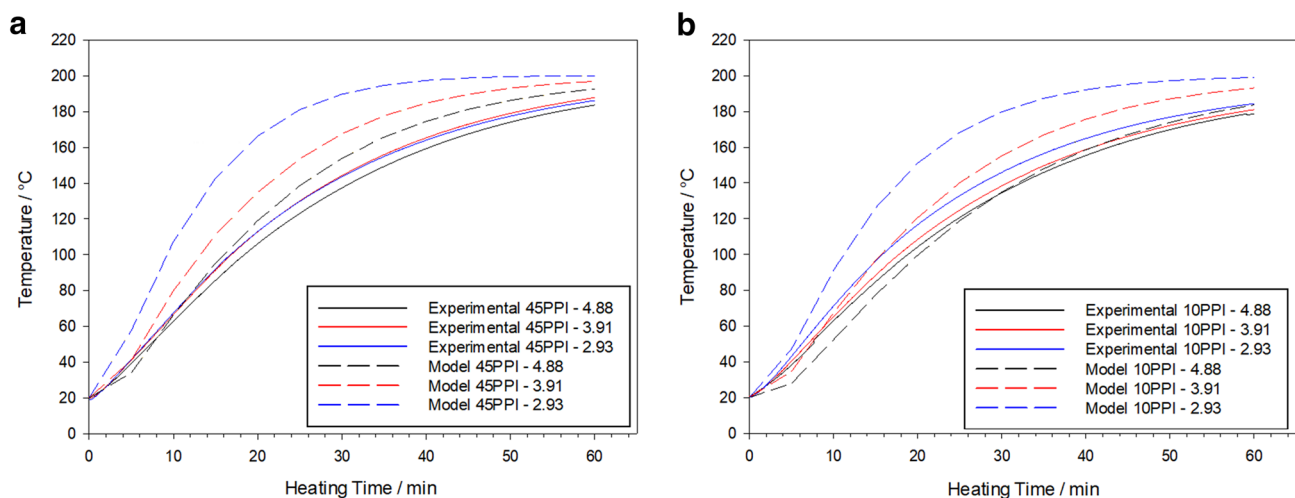 a
220
200
180
160
140
120
100
80
60
40
20
0
Temperature / °C
Experimental 45PPI - 4.88
Experimental 45PPI - 3.91
Experimental 45PPI - 2.93
Model 45PPI - 4.88
Model 45PPI - 3.91
Model 45PPI - 2.93
0 10 20 30 40 50 60
Heating Time / min
b
220
200
180
160
140
120
100
80
60
40
20
0
Temperature / °C
Experimental 10PPI - 4.88
Experimental 10PPI - 3.91
Experimental 10PPI - 2.93
Model 10PPI - 4.88
Model 10PPI - 3.91
Model 10PPI - 2.93
0 10 20 30 40 50 60
Heating Time / min